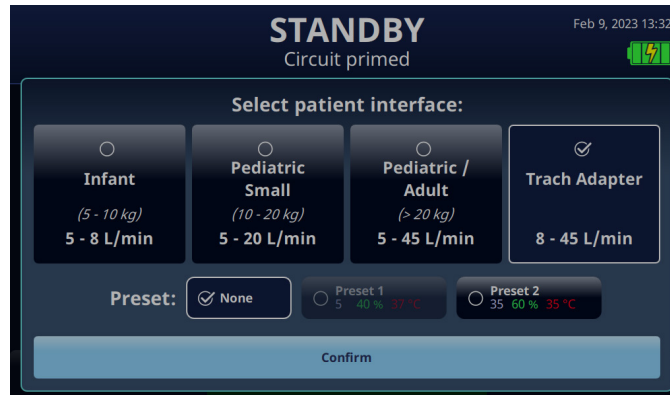 STANDBY
Circuit primed
Feb 9, 2023 13:32
Select patient interface:
Infant
(5 - 10 kg)
5 - 8 L/min
Pediatric
Small
(10 - 20 kg)
5 - 20 L/min
Pediatric /
Adult
(> 20 kg)
5 - 45 L/min
Trach Adapter
8 - 45 L/min
Preset:
None
Preset 1
5 40 % 37 °C
Preset 2
35 60 % 35 °C
Confirm